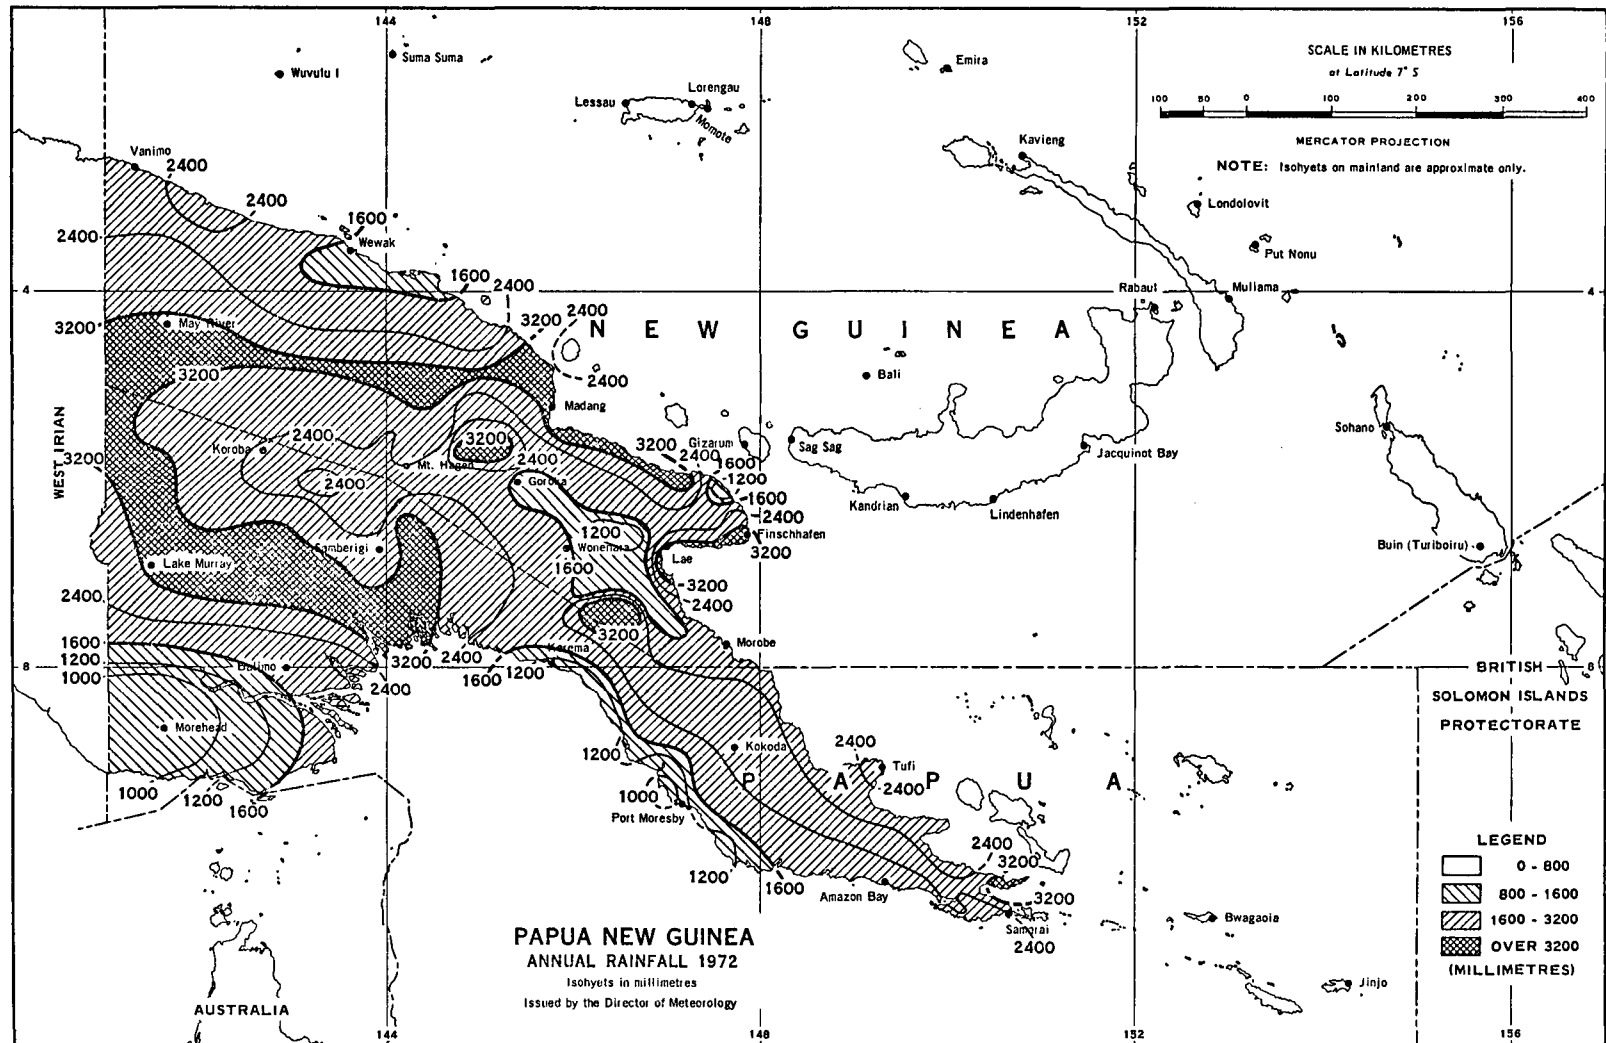 144
148
152
156
Wuvulu I
Suma Suma
Emira
SCALE IN KILOMETRES
at Latitude 7° S
100 50 0 100 200 300 400
MERCATOR PROJECTION
NOTE: Isohyets on mainland are approximate only.
Lessau
Lorengau
Momote
Kavieng
Vanimo
2400
2400
1600
Wewak
2400
Londolovit
Put Nonu
1600
2400
4
4
Rabaul
Mullama
3200
May River
3200
2400
NEW GUINEA
3200
2400
Bali
Madang
WEST IRIAN
Koroba
2400
3200
Mt. Hagen
2400
2400
Goroka
3200
3200
Gizarum
2400
1600
1200
1600
2400
Sag Sag
Kandrian
Lindenhafen
Jacquinot Bay
Sohano
Buin (Turiboiru)
Finschhafen
3200
1200
Wonenara
1600
Lae
3200
2400
Samberigi
Lake Murray
2400
1600
1200
1000
8
8
3200
Morobe
Kerema
Balimo
3200
2400
2400
1600
1200
BRITISH
SOLOMON ISLANDS
PROTECTORATE
Morehead
1200
Kokoda
2400
Tufi
2400
PAPUA
1000
1200
1600
1000
Port Moresby
1200
1600
Amazon Bay
2400
3200
3200
Samarai
2400
Bwagaoia
Jinjo
LEGEND
0 - 800
800 - 1600
1600 - 3200
OVER 3200
(MILLIMETRES)
PAPUA NEW GUINEA
ANNUAL RAINFALL 1972
Isohyets in millimetres
Issued by the Director of Meteorology
AUSTRALIA
144
148
152
156